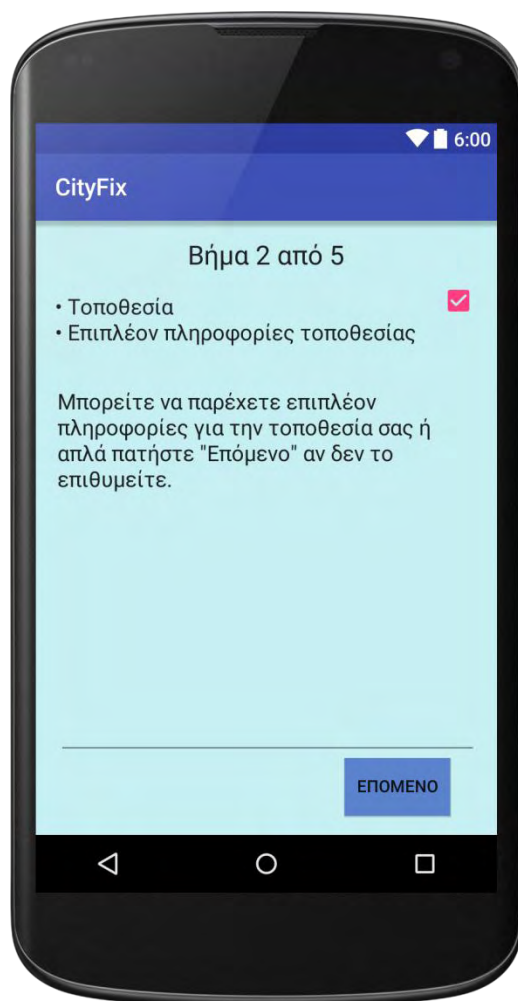 6:00
CityFix
Βήμα 2 από 5
• Τοποθεσία
• Επιπλέον πληροφορίες τοποθεσίας
Μπορείτε να παρέχετε επιπλέον
πληροφορίες για την τοποθεσία σας ή
απλά πατήστε "Επόμενο" αν δεν το
επιθυμείτε.
ΕΠΟΜΕΝΟ